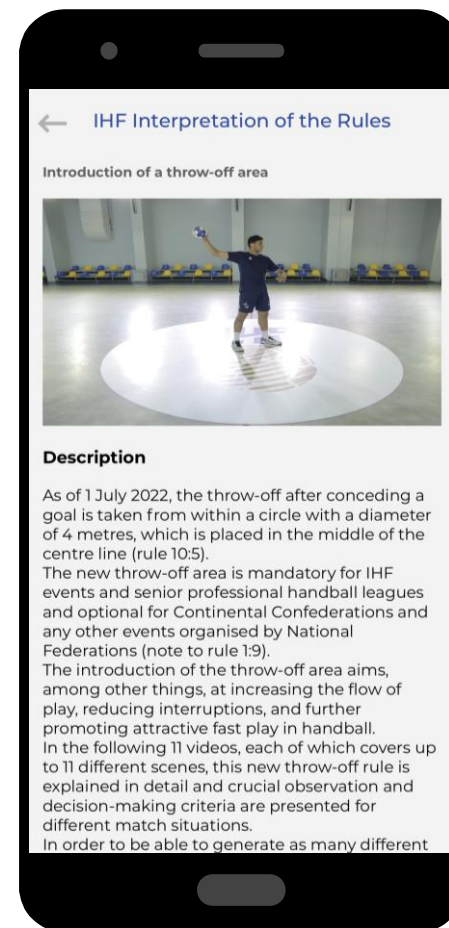 IHF Interpretation of the Rules
Introduction of a throw-off area
Description
As of 1 July 2022, the throw-off after conceding a
goal is taken from within a circle with a diameter
of 4 metres, which is placed in the middle of the
centre line (rule 10:5).
The new throw-off area is mandatory for IHF
events and senior professional handball leagues
and optional for Continental Confederations and
any other events organised by National
Federations (note to rule 1:9).
The introduction of the throw-off area aims,
among other things, at increasing the flow of
play, reducing interruptions, and further
promoting attractive fast play in handball.
In the following 11 videos, each of which covers up
to 11 different scenes, this new throw-off rule is
explained in detail and crucial observation and
decision-making criteria are presented for
different match situations.
In order to be able to generate as many different